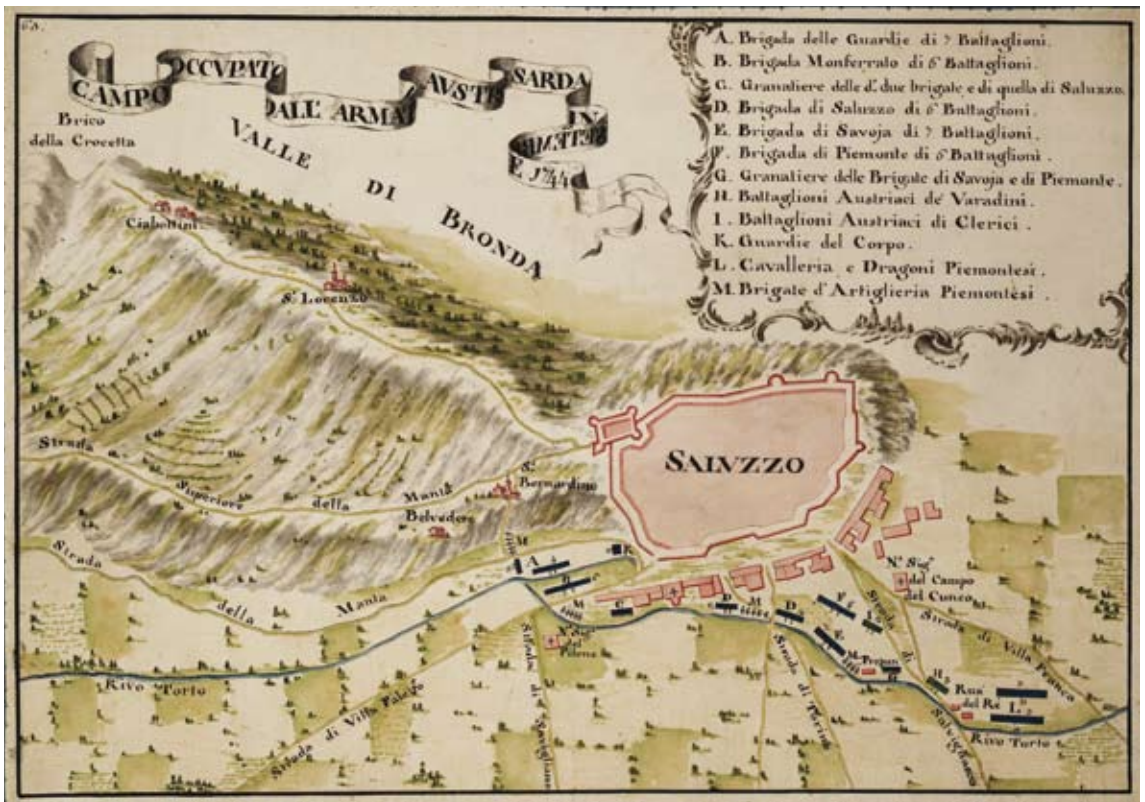 CAMPO OCCVPATO DALL' ARMATA AVST SARDA IN
E 1744
A. Brigada delle Guardie di 7 Battaglioni.
B. Brigada Monferrato di 6 Battaglioni.
C. Granatiere delle d.e due brigate e di quella di Saluzzo.
D. Brigada di Saluzzo di 6 Battaglioni.
E. Brigada di Savoja di 7 Battaglioni.
F. Brigada di Piemonte di 6 Battaglioni.
G. Granatiere delle Brigate di Savoja e di Piemonte.
H. Battaglioni Austriaci de' Varadini.
I. Battaglioni Austriaci di Clerici.
K. Guardie del Corpo.
L. Cavalleria e Dragoni Piemontesi.
M. Brigate d'Artiglieria Piemontesi.
Brico
della Crocetta
VALLE DI BRONDA
Ciabottini
S. Lorenzo
SALVZZO
Strada Superiore della Manta
S. Bernardino
Belvedere
Strada della Manta
N.a Sig.a
del Campo
del Cuneo
Strada di Villa Franca
Strada di
Rua
del Re
Rivo Torto
Rivo Torto
Strada di Villa
Strada di Savigliano
Strada di Torino
N.a Sig.a
M
A
K
M
D
M
D
F
E
L